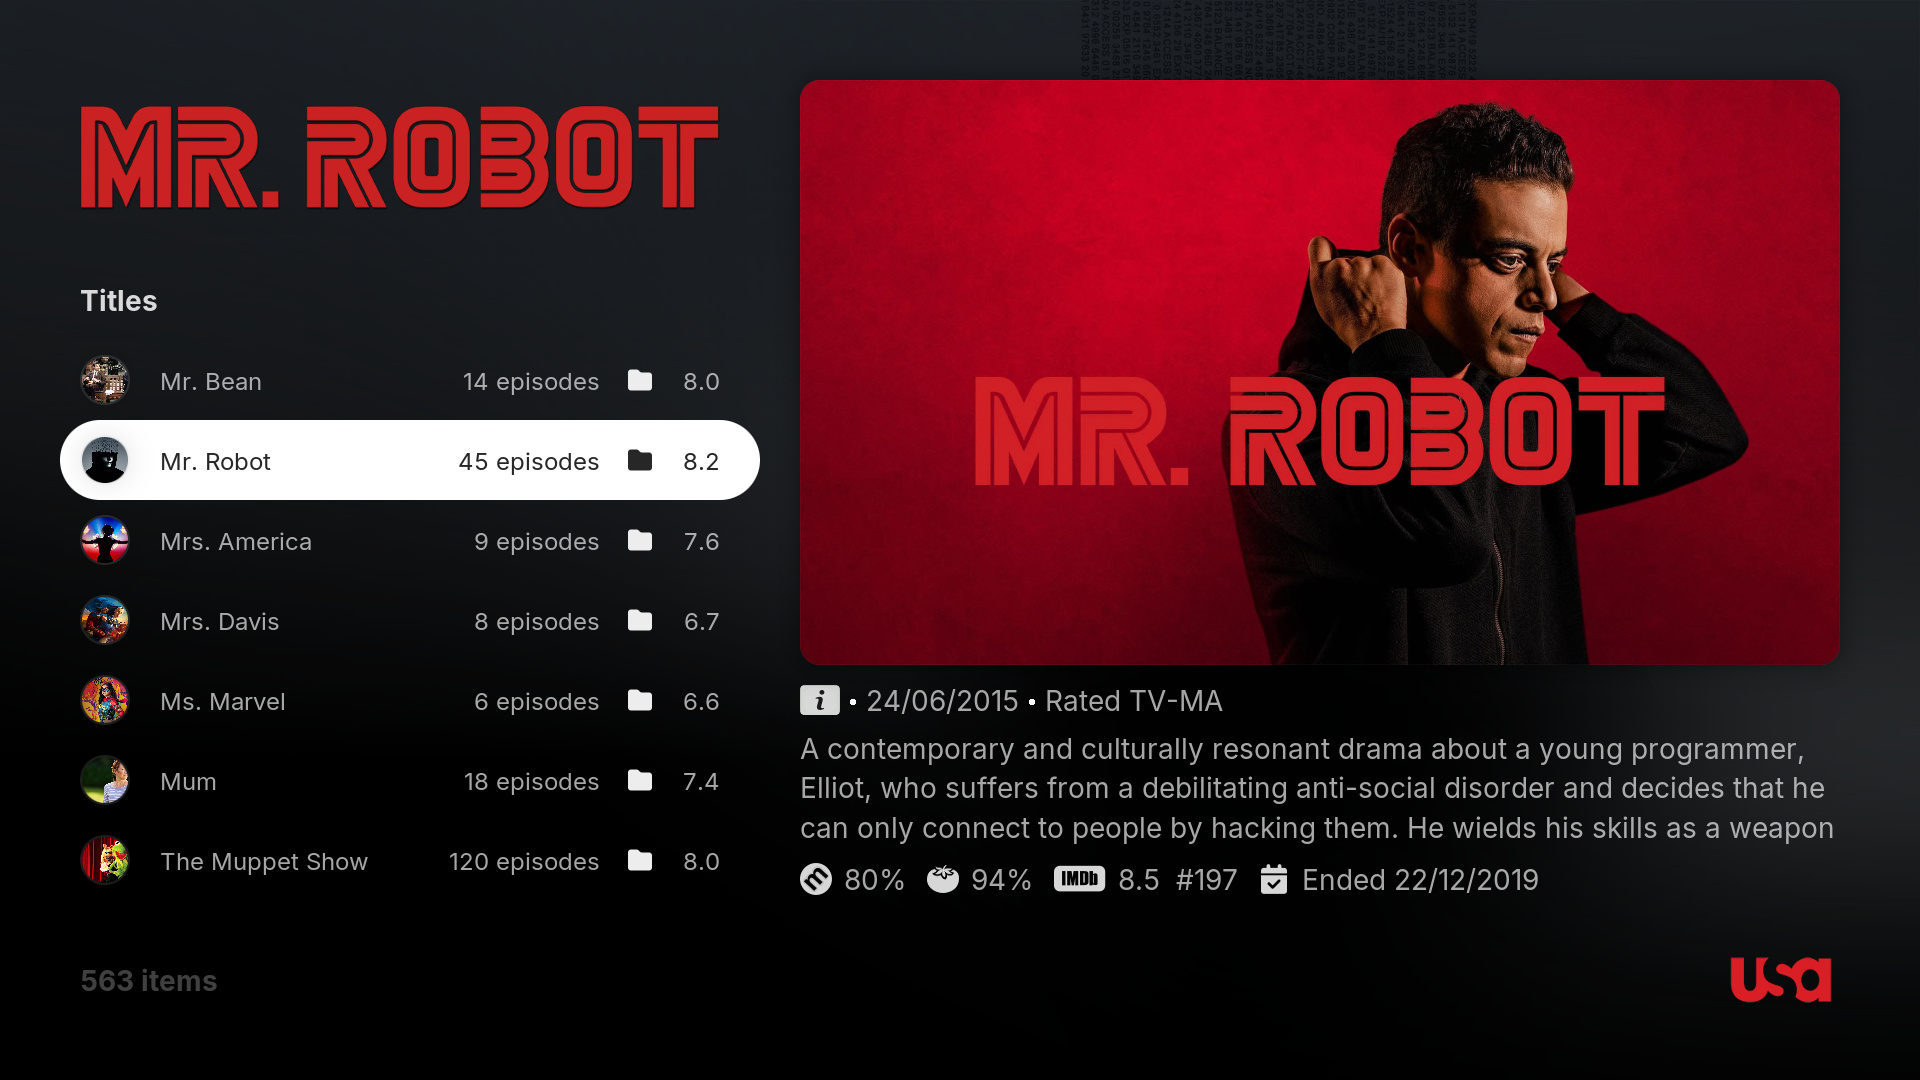 MR. ROBOT
Titles
Mr. Bean 14 episodes 8.0
Mr. Robot 45 episodes 8.2
Mrs. America 9 episodes 7.6
Mrs. Davis 8 episodes 6.7
Ms. Marvel 6 episodes 6.6
Mum 18 episodes 7.4
The Muppet Show 120 episodes 8.0
563 items
MR. ROBOT
i • 24/06/2015 • Rated TV-MA
A contemporary and culturally resonant drama about a young programmer,
Elliot, who suffers from a debilitating anti-social disorder and decides that he
can only connect to people by hacking them. He wields his skills as a weapon
m 80% 94% IMDb 8.5 #197 Ended 22/12/2019
usa